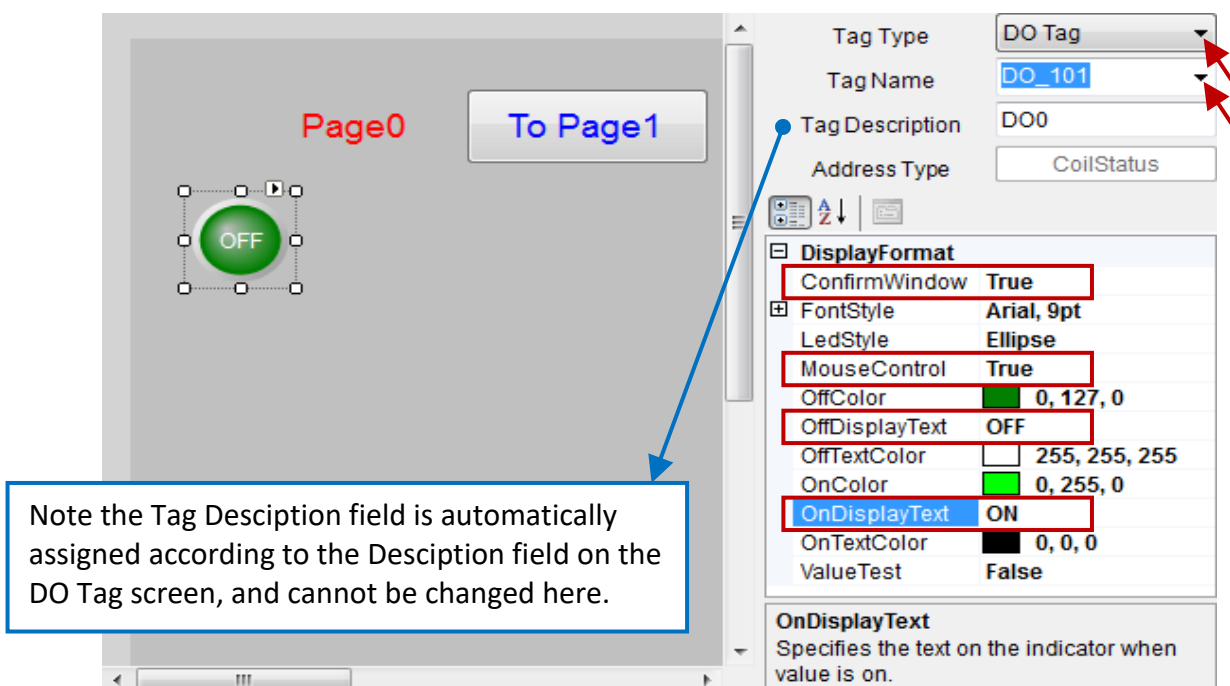 Page0
To Page1
OFF
Note the Tag Desciption field is automatically
assigned according to the Desciption field on the
DO Tag screen, and cannot be changed here.
Tag Type DO Tag
Tag Name DO_101
Tag Description DO0
Address Type CoilStatus
DisplayFormat
ConfirmWindow True
FontStyle Arial, 9pt
LedStyle Ellipse
MouseControl True
OffColor 0, 127, 0
OffDisplayText OFF
OffTextColor 255, 255, 255
OnColor 0, 255, 0
OnDisplayText ON
OnTextColor 0, 0, 0
ValueTest False
OnDisplayText
Specifies the text on the indicator when
value is on.